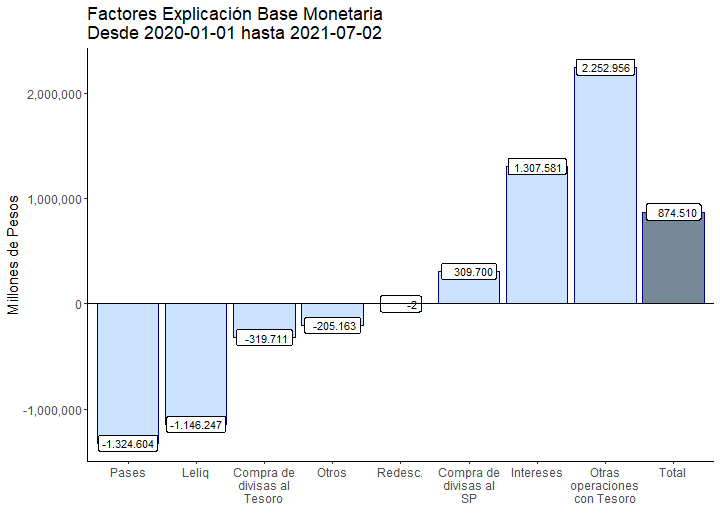 Factores Explicación Base Monetaria
Desde 2020-01-01 hasta 2021-07-02
Millones de Pesos
2,000,000
1,000,000
0
-1,000,000
-1.324.604
-1.146.247
-319.711
-205.163
-2
309.700
1.307.581
2.252.956
874.510
Pases
Leliq
Compra de
divisas al
Tesoro
Otros
Redesc.
Compra de
divisas al
SP
Intereses
Otras
operaciones
con Tesoro
Total